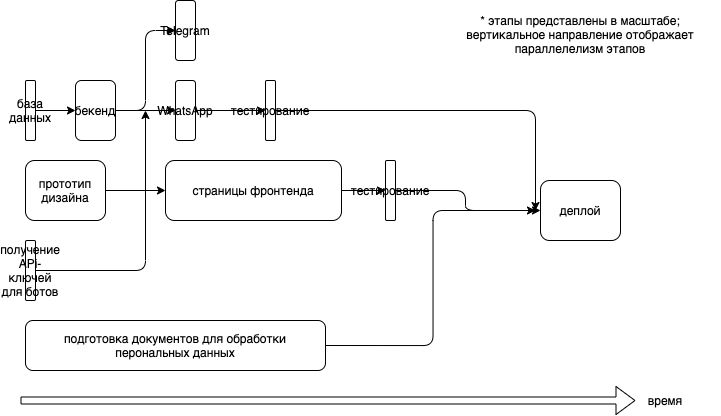 Telegram
* этапы представлены в масштабе;
вертикальное направление отображает
параллелелизм этапов
база
данных
бекенд
WhatsApp
тестирование
прототип
дизайна
страницы фронтенда
тестирование
деплой
получение
APi-
ключей
для ботов
подготовка документов для обработки
перональных данных
время